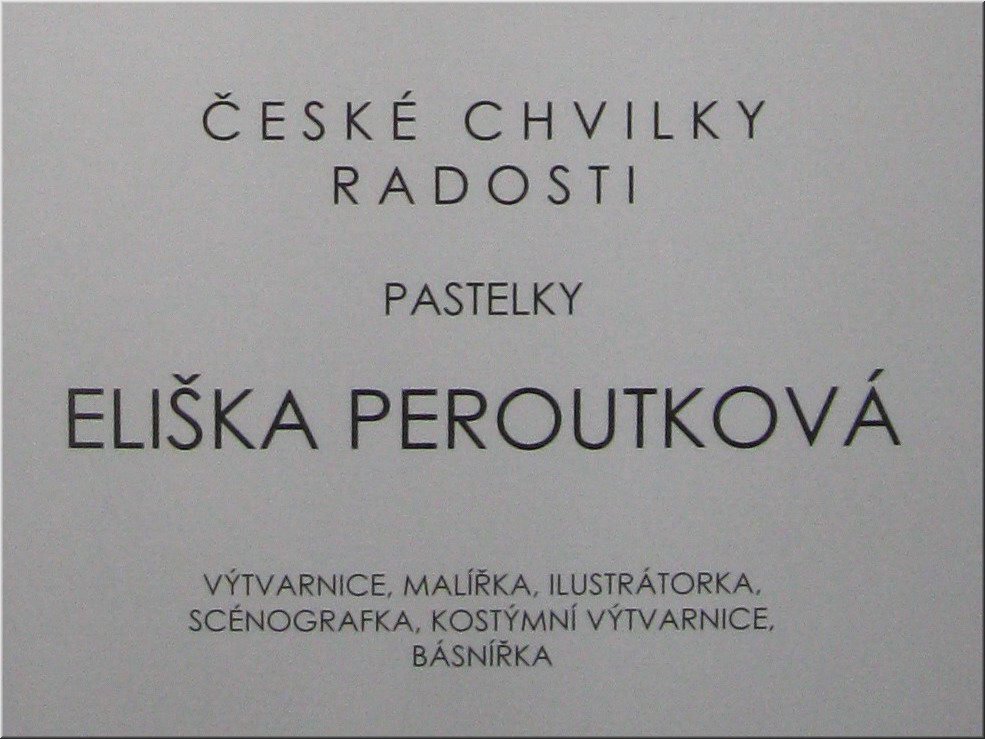 ČESKÉ CHVILKY
RADOSTI
PASTELKY
ELIŠKA PEROUTKOVÁ
VÝTVARNICE, MALÍŘKA, ILUSTRÁTORKA,
SCÉNOGRAFKA, KOSTÝMNÍ VÝTVARNICE,
BÁSNÍŘKA